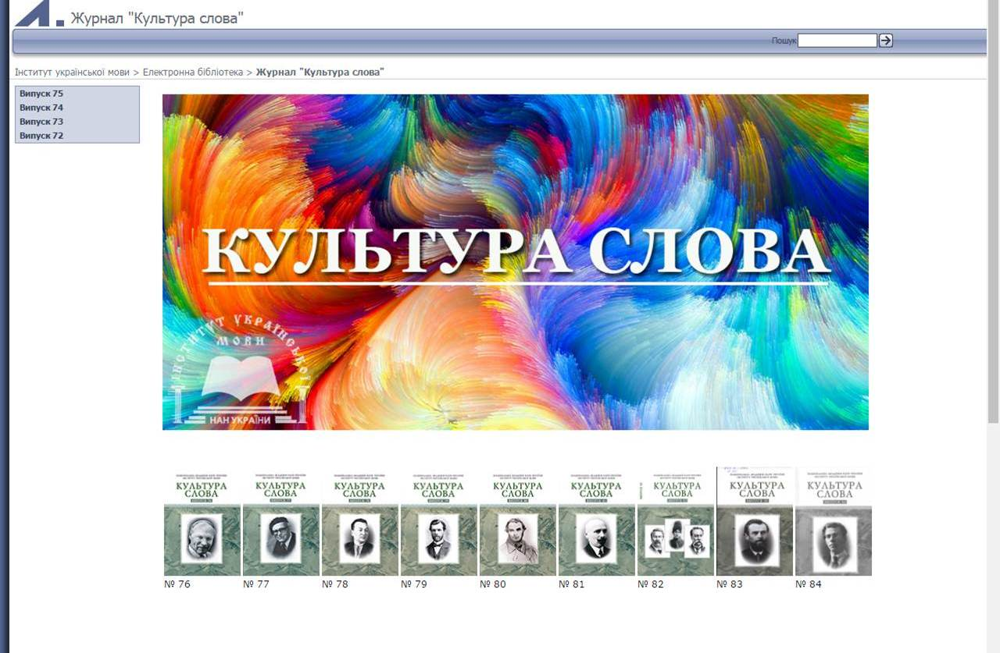 Журнал "Культура слова"
Пошук
Інститут української мови > Електронна бібліотека > Журнал "Культура слова"
Випуск 75
Випуск 74
Випуск 73
Випуск 72
КУЛЬТУРА СЛОВА
ІНСТИТУТ УКРАЇНСЬКОЇ
МОВИ
НАН УКРАЇНИ
КУЛЬТУРА СЛОВА
КУЛЬТУРА СЛОВА
КУЛЬТУРА СЛОВА
КУЛЬТУРА СЛОВА
КУЛЬТУРА СЛОВА
КУЛЬТУРА СЛОВА
КУЛЬТУРА СЛОВА
КУЛЬТУРА СЛОВА
КУЛЬТУРА СЛОВА
№ 76 № 77 № 78 № 79 № 80 № 81 № 82 № 83 № 84